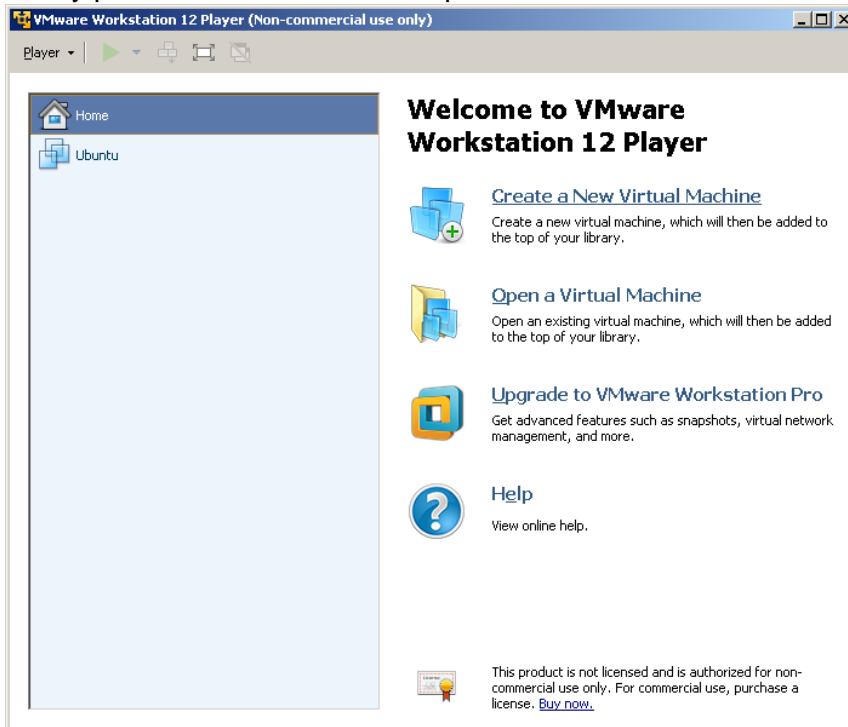 VMware Workstation 12 Player (Non-commercial use only)
Player
Home
Ubuntu
Welcome to VMware
Workstation 12 Player
Create a New Virtual Machine
Create a new virtual machine, which will then be added to
the top of your library.
Open a Virtual Machine
Open an existing virtual machine, which will then be added
to the top of your library.
Upgrade to VMware Workstation Pro
Get advanced features such as snapshots, virtual network
management, and more.
Help
View online help.
This product is not licensed and is authorized for non-
commercial use only. For commercial use, purchase a
license. Buy now.